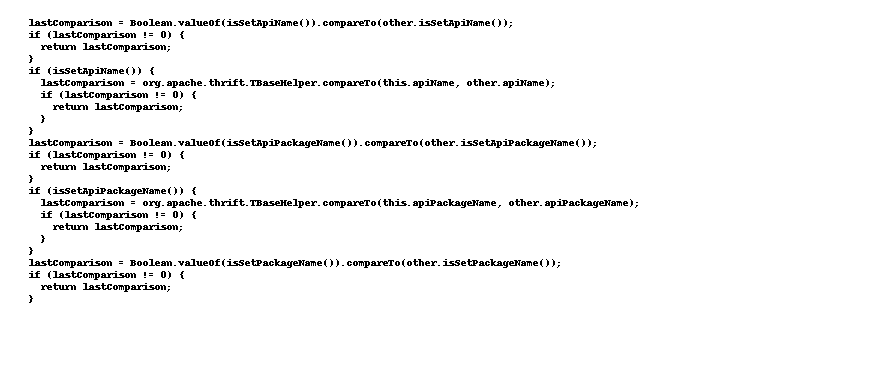 lastComparison = Boolean.valueOf(isSetApiName()).compareTo(other.isSetApiName());
if (lastComparison != 0) {
  return lastComparison;
}
if (isSetApiName()) {
  lastComparison = org.apache.thrift.TBaseHelper.compareTo(this.apiName, other.apiName);
  if (lastComparison != 0) {
    return lastComparison;
  }
}
lastComparison = Boolean.valueOf(isSetApiPackageName()).compareTo(other.isSetApiPackageName());
if (lastComparison != 0) {
  return lastComparison;
}
if (isSetApiPackageName()) {
  lastComparison = org.apache.thrift.TBaseHelper.compareTo(this.apiPackageName, other.apiPackageName);
  if (lastComparison != 0) {
    return lastComparison;
  }
}
lastComparison = Boolean.valueOf(isSetPackageName()).compareTo(other.isSetPackageName());
if (lastComparison != 0) {
  return lastComparison;
}